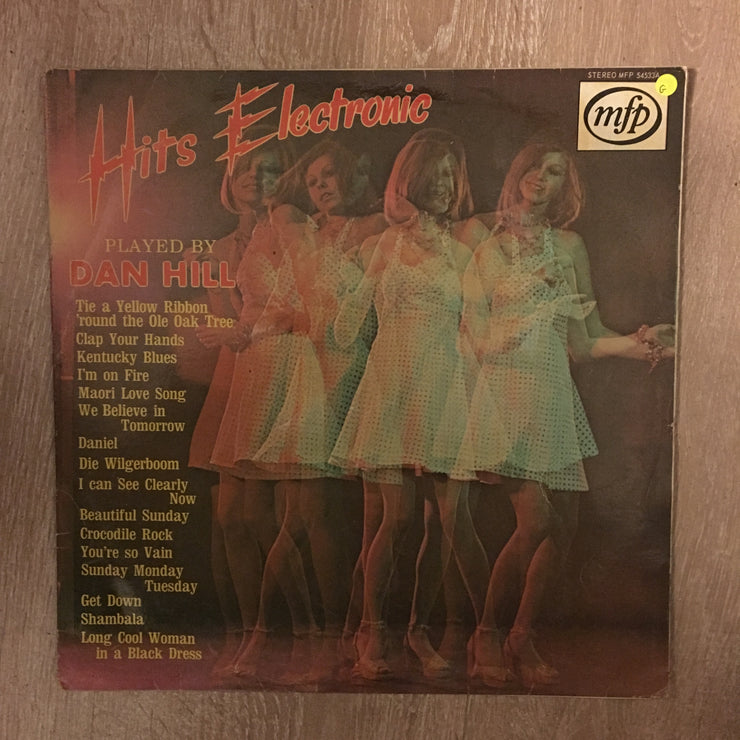 STEREO MFP 54533A
G
mfp
Hits Electronic
PLAYED BY
DAN HILL
Tie a Yellow Ribbon
'round the Ole Oak Tree
Clap Your Hands
Kentucky Blues
I'm on Fire
Maori Love Song
We Believe in
Tomorrow
Daniel
Die Wilgerboom
I can See Clearly
Now
Beautiful Sunday
Crocodile Rock
You're so Vain
Sunday Monday
Tuesday
Get Down
Shambala
Long Cool Woman
in a Black Dress